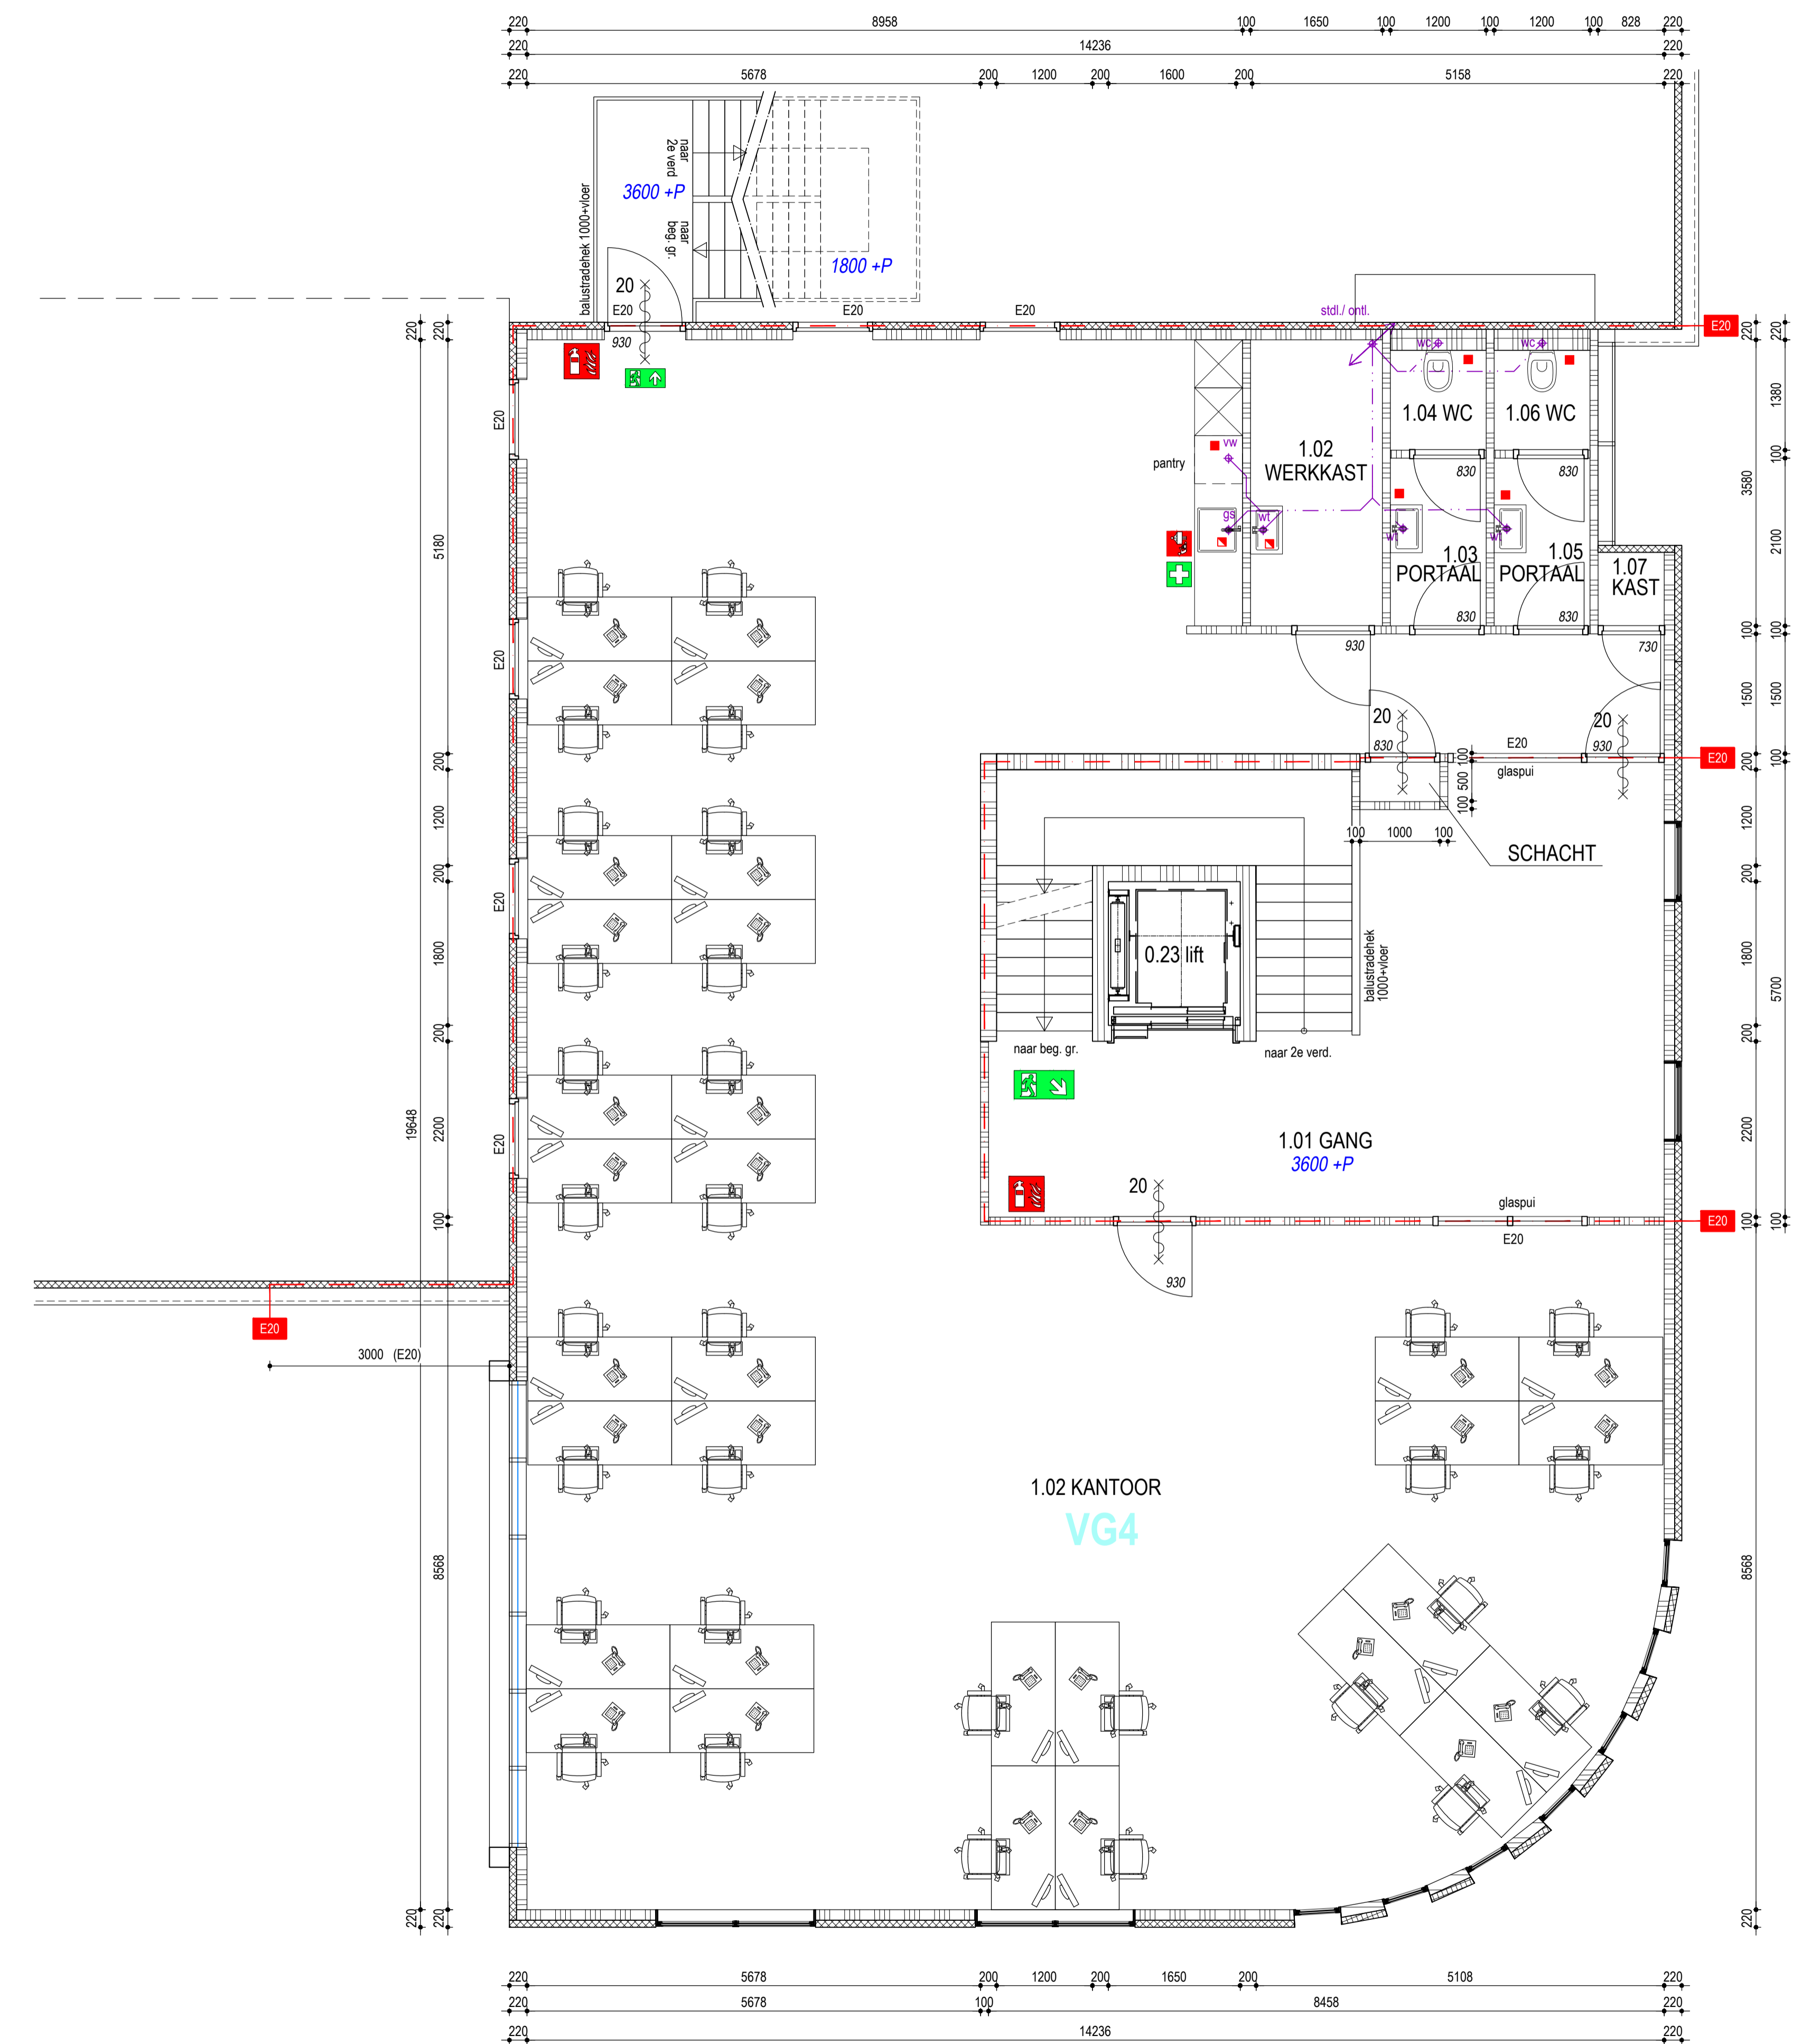 220 8958 100 1650 100 1200 100 1200 100 828 220
220 14236 220
220 5678 200 1200 200 1600 200 5158 220
balustradehek 1000+vloer
naar
2e verd
3600 +P
naar
beg. gr.
1800 +P
20
E20
930
E20
E20
stdl./ ontl.
E20
wc
wc
1.04 WC
1.06 WC
1.02
WERKKAST
pantry
vw
gs
wt
wt
wt
830
830
1.03
PORTAAL
1.05
PORTAAL
1.07
KAST
830
830
930
730
E20
E20
E20
E20
20
830
E20
glaspui
20
930
E20
100
500
100
100 1000 100
SCHACHT
0.23 lift
balustradehek
1000+vloer
naar beg. gr.
naar 2e verd.
1.01 GANG
3600 +P
20
930
glaspui
E20
E20
E20
3000 (E20)
1.02 KANTOOR
VG4
220
19648
220
220
5180
200
1200
200
1800
200
2200
100
8568
220
220
3580
100
1500
200
1200
200
1800
200
2200
100
8568
220
220
1380
100
2100
100
1500
100
5700
100
220 5678 200 1200 200 1650 200 5108 220
220 5678 100 8458 220
220 14236 220